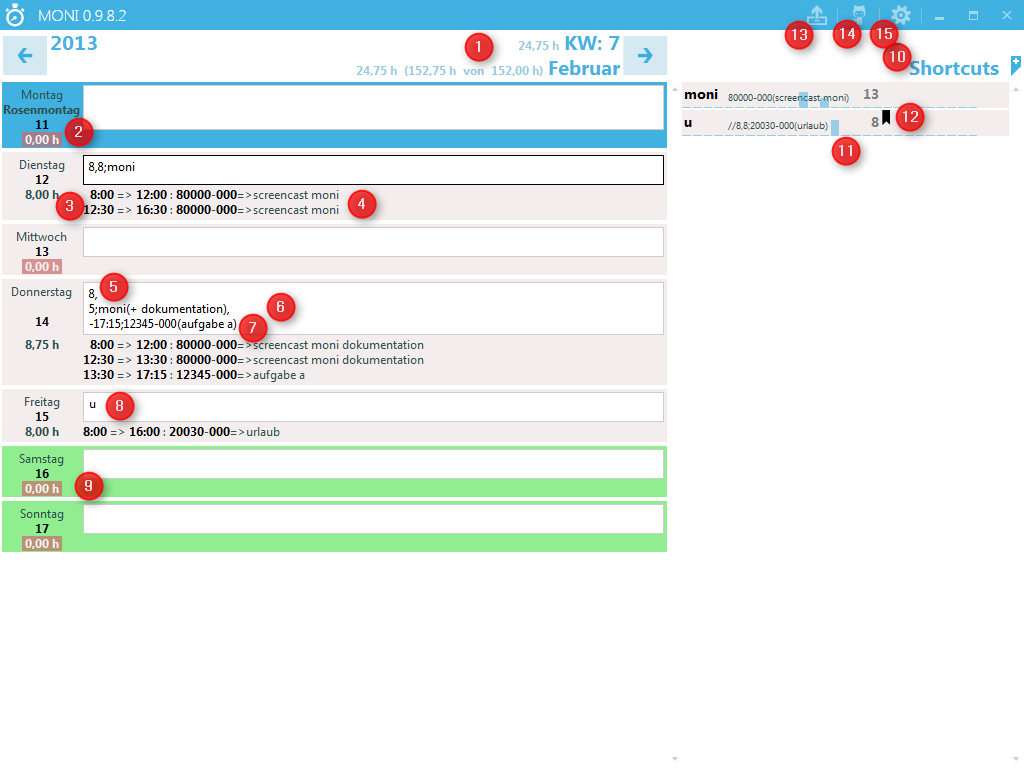 MONI 0.9.8.2
13 14 15
2013
1
24,75 h KW: 7
24,75 h (152,75 h von 152,00 h) Februar
10
Shortcuts
Montag
Rosenmontag
11
0,00 h
2
Dienstag
12
8,00 h
3
8,8;moni
8:00 => 12:00 : 80000-000=>screencast moni
12:30 => 16:30 : 80000-000=>screencast moni
4
Mittwoch
13
0,00 h
Donnerstag
14
8,75 h
8,
5
5;moni(+ dokumentation),
6
-17:15;12345-000(aufgabe a)
7
8:00 => 12:00 : 80000-000=>screencast moni dokumentation
12:30 => 13:30 : 80000-000=>screencast moni dokumentation
13:30 => 17:15 : 12345-000=>aufgabe a
Freitag
15
8,00 h
u
8
8:00 => 16:00 : 20030-000=>urlaub
Samstag
16
0,00 h
9
Sonntag
17
0,00 h
moni 80000-000(screencast moni) 13
u //8,8;20030-000(urlaub) 8
12
11